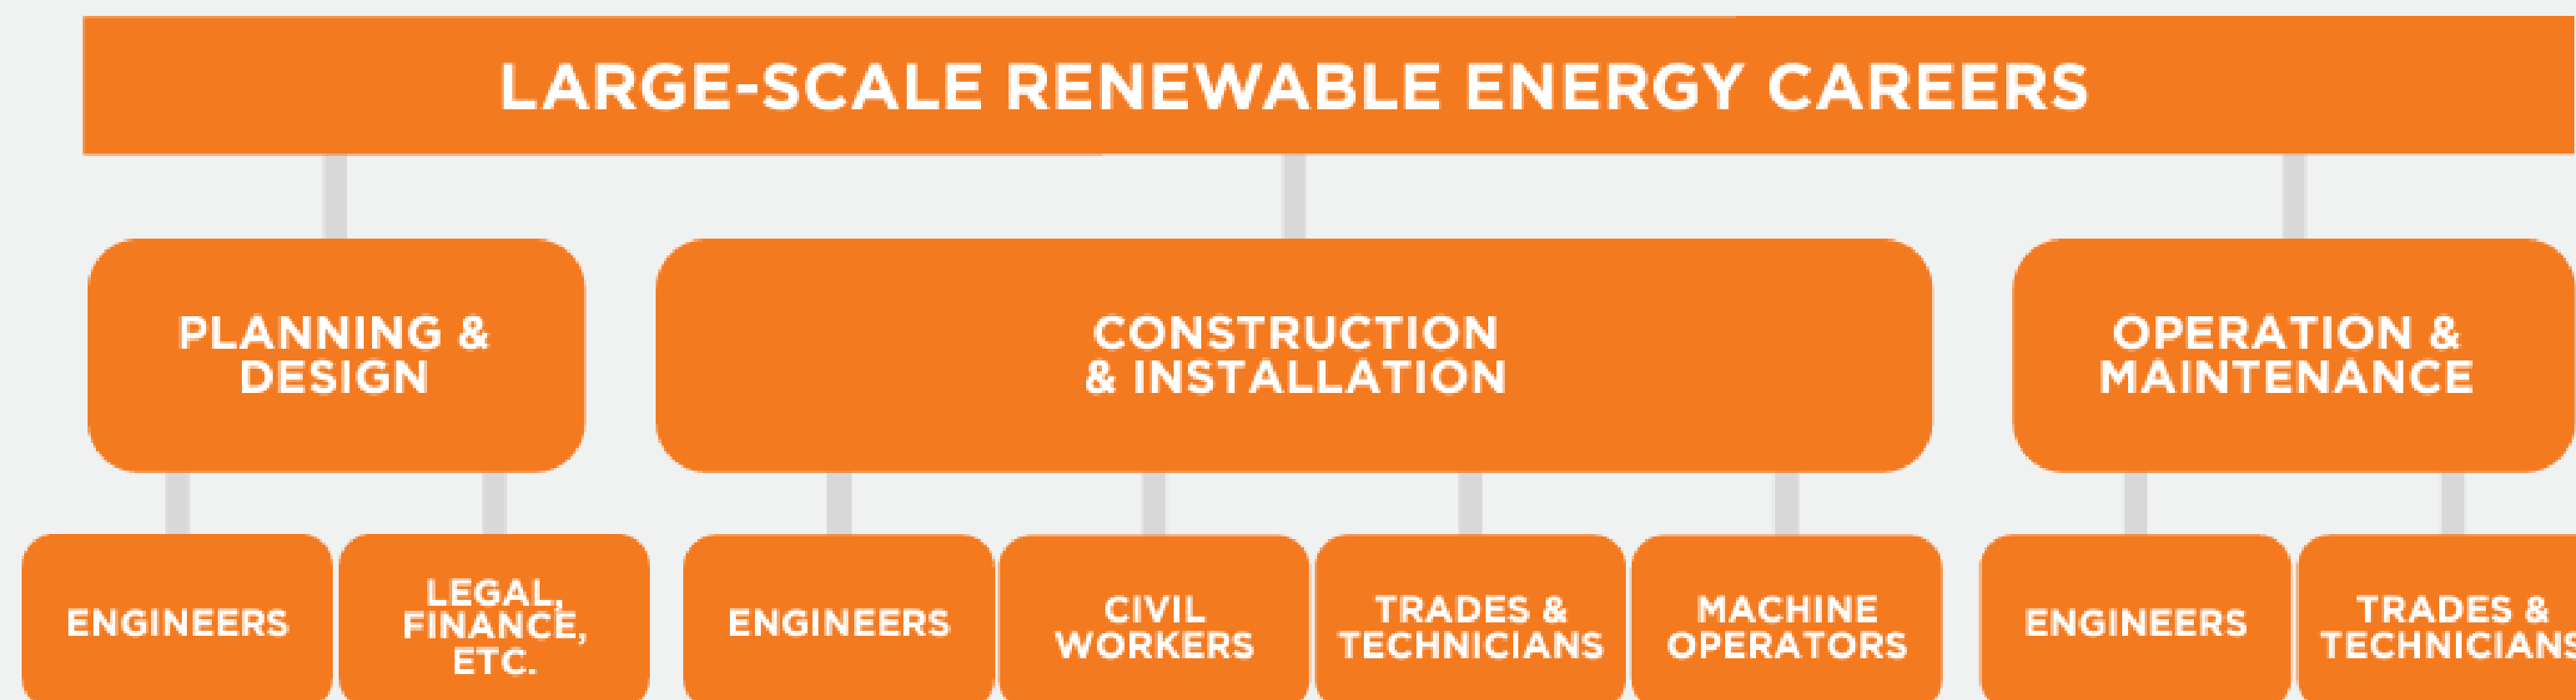 LARGE-SCALE RENEWABLE ENERGY CAREERS
PLANNING &
DESIGN
CONSTRUCTION
& INSTALLATION
OPERATION &
MAINTENANCE
ENGINEERS
LEGAL,
FINANCE,
ETC.
ENGINEERS
CIVIL
WORKERS
TRADES &
TECHNICIANS
MACHINE
OPERATORS
ENGINEERS
TRADES &
TECHNICIANS